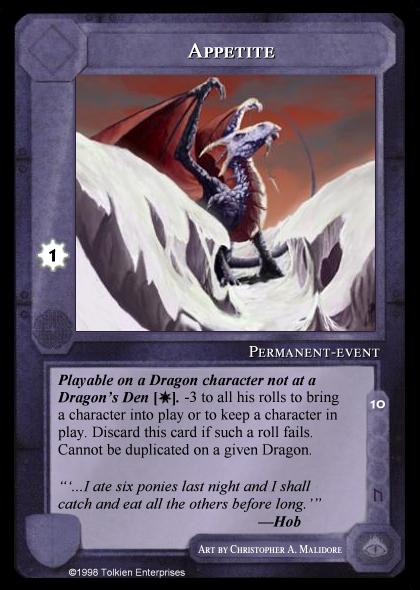 APPETITE
1
PERMANENT-EVENT
Playable on a Dragon character not at a
Dragon's Den [✷]. -3 to all his rolls to bring
a character into play or to keep a character in
play. Discard this card if such a roll fails.
Cannot be duplicated on a given Dragon.
10
"'...I ate six ponies last night and I shall
catch and eat all the others before long.'"
—Hob
ART BY CHRISTOPHER A. MALIDORE
©1998 Tolkien Enterprises